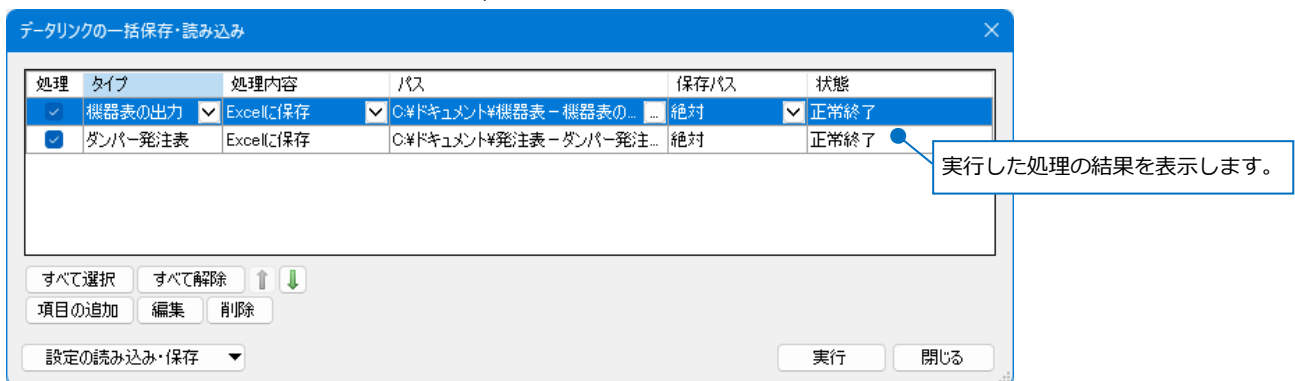 データリンクの一括保存・読み込み
処理 タイプ 処理内容 パス 保存パス 状態
機器表の出力 Excelに保存 C:¥ドキュメント¥機器表－機器表の... ... 絶対 正常終了
ダンパー発注表 Excelに保存 C:¥ドキュメント¥発注表－ダンパー発注... 絶対 正常終了
実行した処理の結果を表示します。
すべて選択 すべて解除
項目の追加 編集 削除
設定の読み込み・保存 実行 閉じる